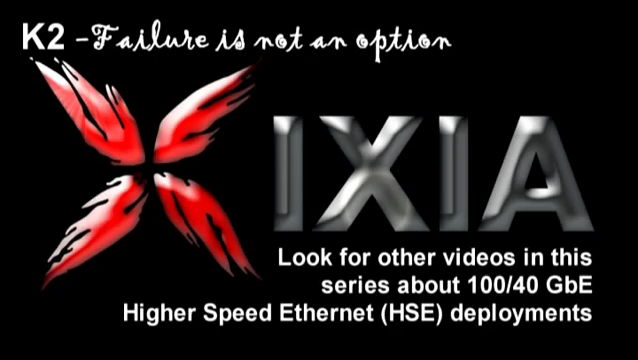 K2 -Failure is not an option
IXIA
Look for other videos in this
series about 100/40 GbE
Higher Speed Ethernet (HSE) deployments